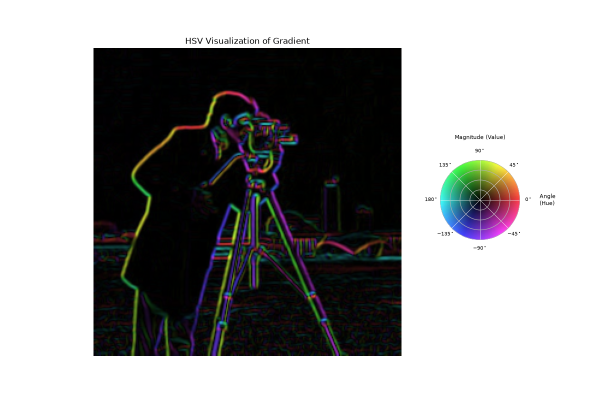 HSV Visualization of Gradient
Magnitude (Value)
90°
135°
45°
180°
0°
Angle
(Hue)
−135°
−45°
−90°